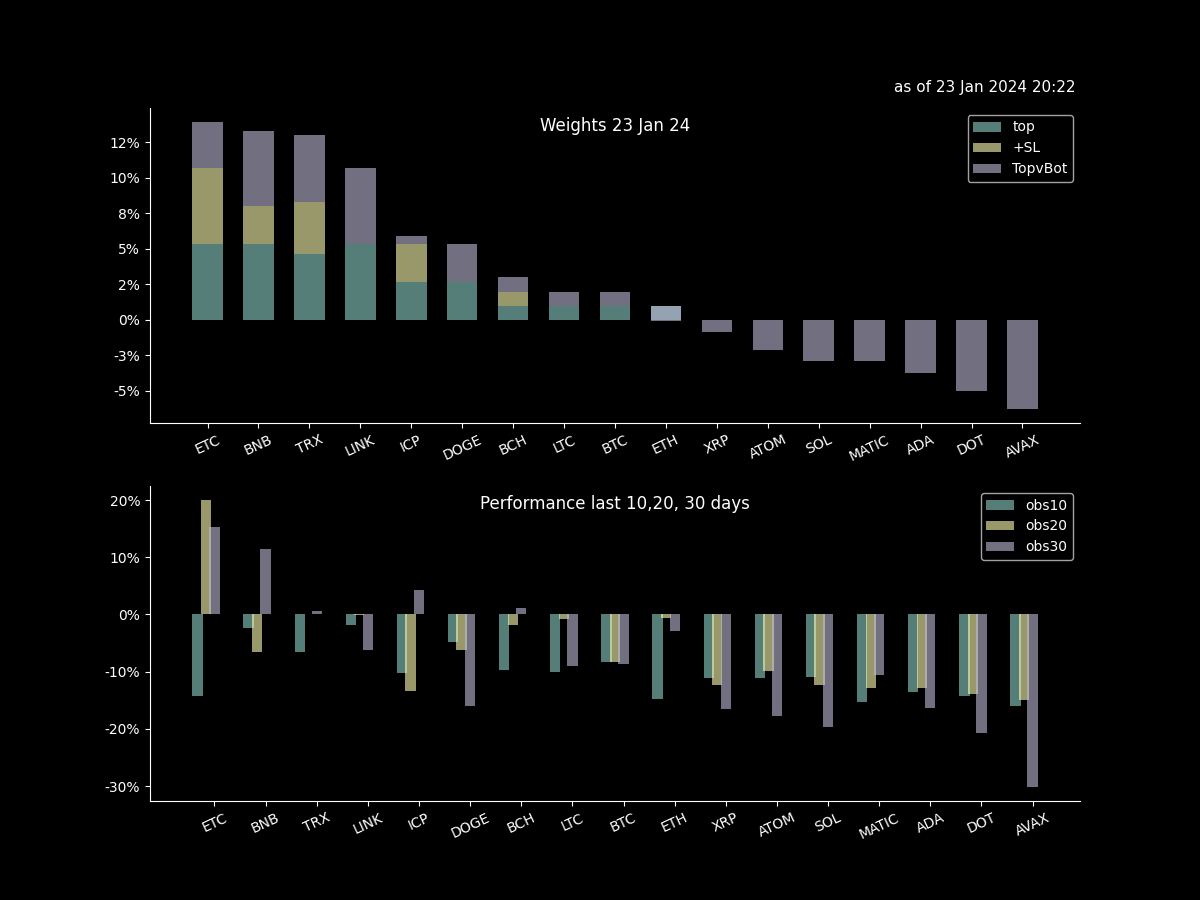 as of 23 Jan 2024 20:22
Weights 23 Jan 24
top
+SL
TopvBot
12%
10%
8%
5%
2%
0%
-3%
-5%
ETC BNB TRX LINK ICP DOGE BCH LTC BTC ETH XRP ATOM SOL MATIC ADA DOT AVAX
Performance last 10,20, 30 days
obs10
obs20
obs30
20%
10%
0%
-10%
-20%
-30%
ETC BNB TRX LINK ICP DOGE BCH LTC BTC ETH XRP ATOM SOL MATIC ADA DOT AVAX